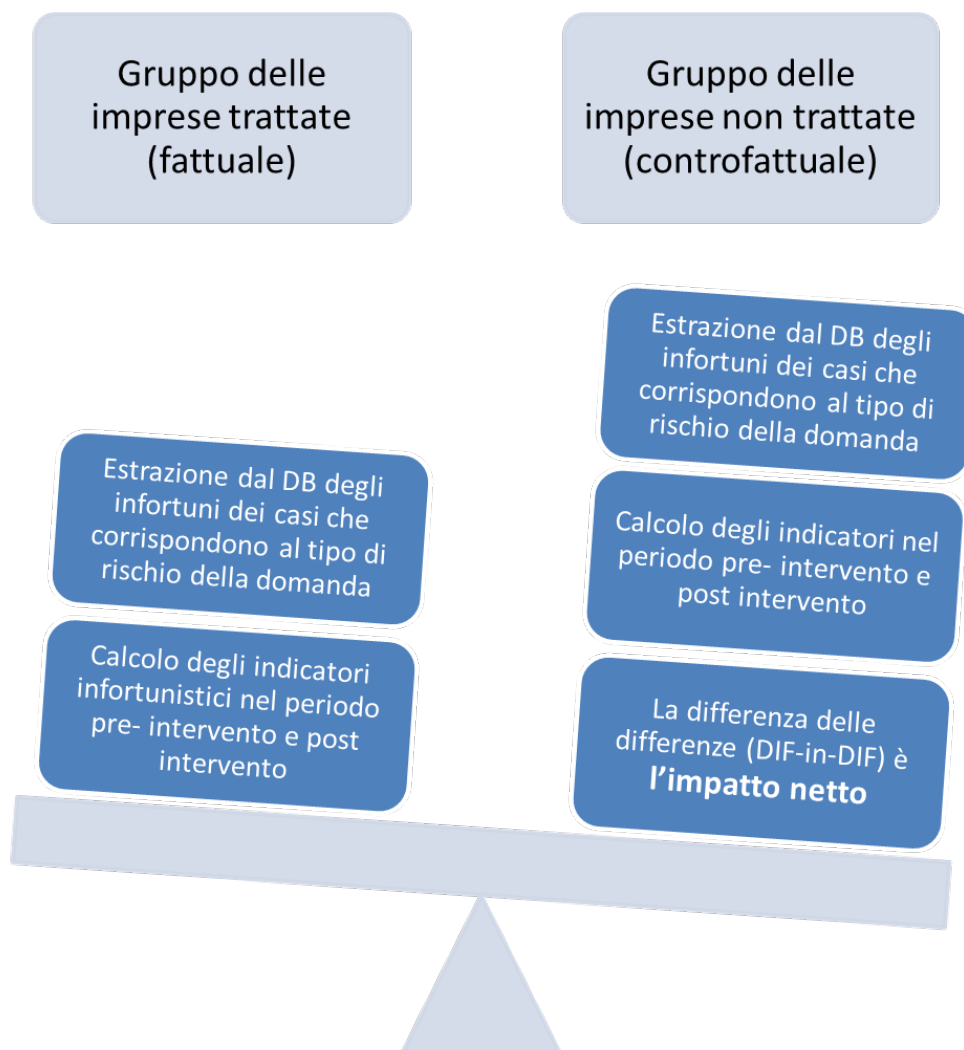 Gruppo delle
imprese trattate
(fattuale)
Gruppo delle
imprese non trattate
(controfattuale)
Estrazione dal DB degli
infortuni dei casi che
corrispondono al tipo di
rischio della domanda
Calcolo degli indicatori
infortunistici nel periodo
pre- intervento e post
intervento
Estrazione dal DB degli
infortuni dei casi che
corrispondono al tipo di
rischio della domanda
Calcolo degli indicatori nel
periodo pre- intervento e
post intervento
La differenza delle
differenze (DIF-in-DIF) è
l’impatto netto